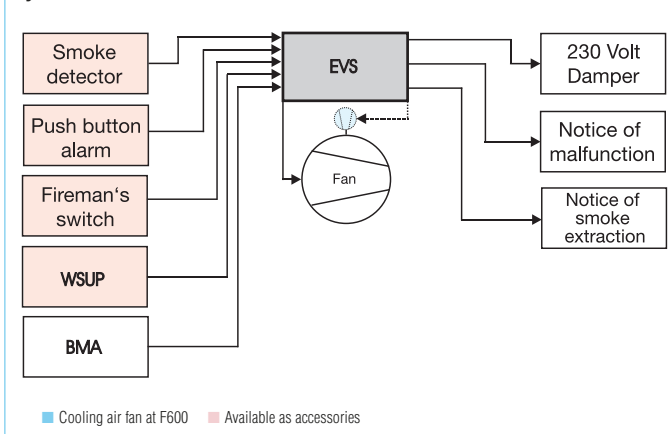 Smoke
detector
EVS
230 Volt
Damper
Push button
alarm
Notice of
malfunction
Fan
Fireman's
switch
Notice of
smoke
extraction
WSUP
BMA
Cooling air fan at F600
Available as accessories